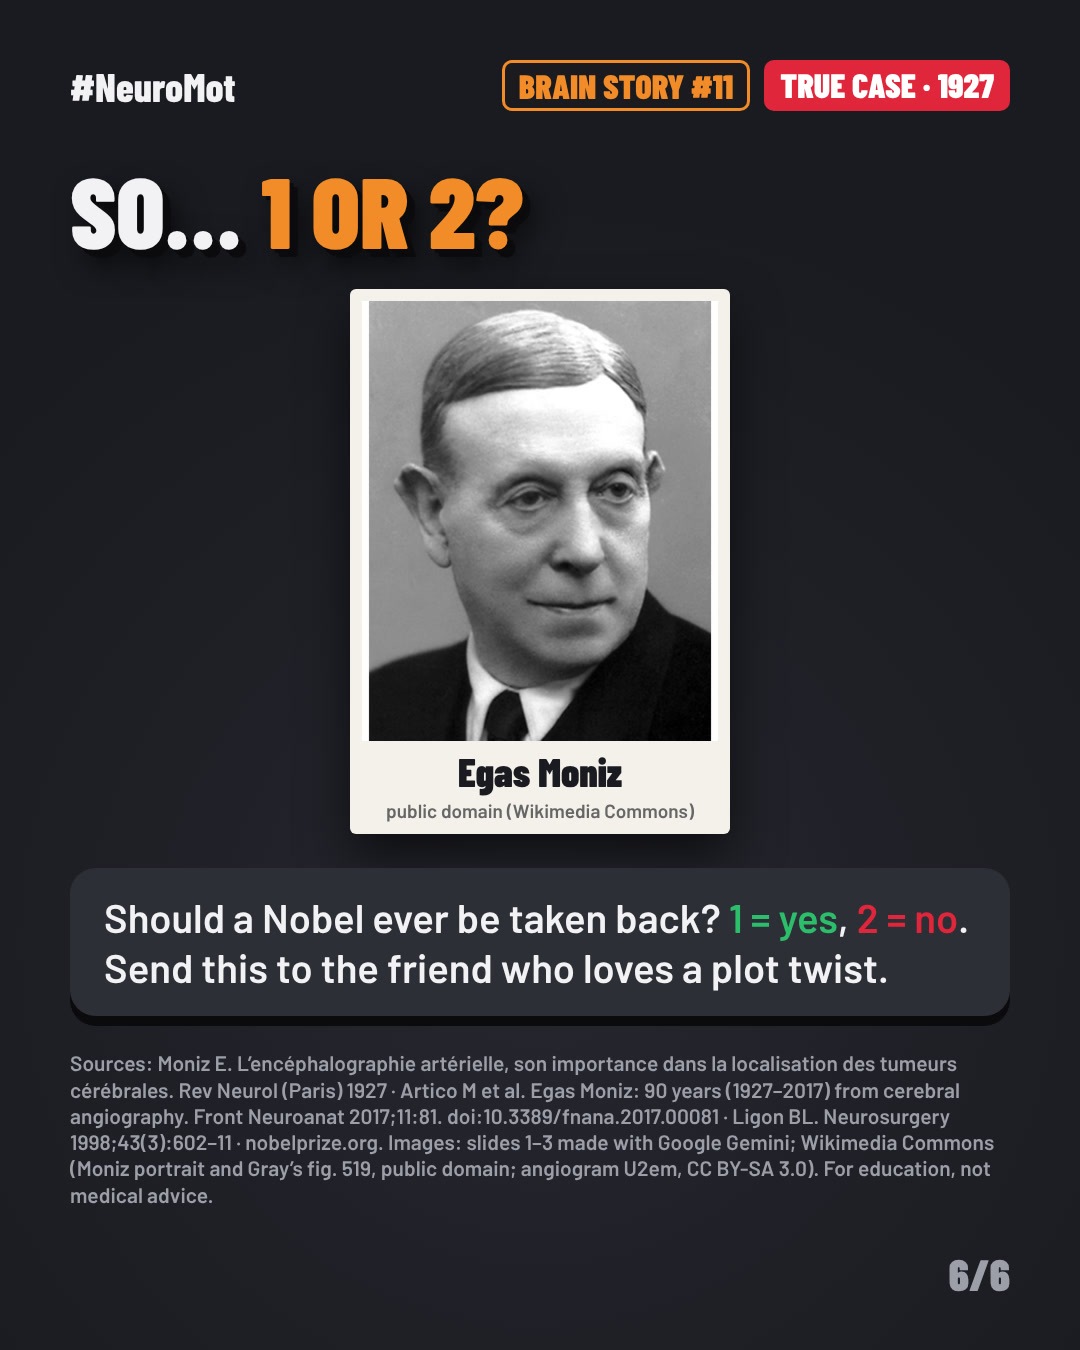 #NeuroMot
BRAIN STORY #11
TRUE CASE · 1927
SO... 1 OR 2?
Egas Moniz
public domain (Wikimedia Commons)
Should a Nobel ever be taken back? 1 = yes, 2 = no.
Send this to the friend who loves a plot twist.
Sources: Moniz E. L’encéphalographie artérielle, son importance dans la localisation des tumeurs
cérébrales. Rev Neurol (Paris) 1927 · Artico M et al. Egas Moniz: 90 years (1927–2017) from cerebral
angiography. Front Neuroanat 2017;11:81. doi:10.3389/fnana.2017.00081 · Ligon BL. Neurosurgery
1998;43(3):602–11 · nobelprize.org. Images: slides 1–3 made with Google Gemini; Wikimedia Commons
(Moniz portrait and Gray’s fig. 519, public domain; angiogram U2em, CC BY-SA 3.0). For education, not
medical advice.
6/6